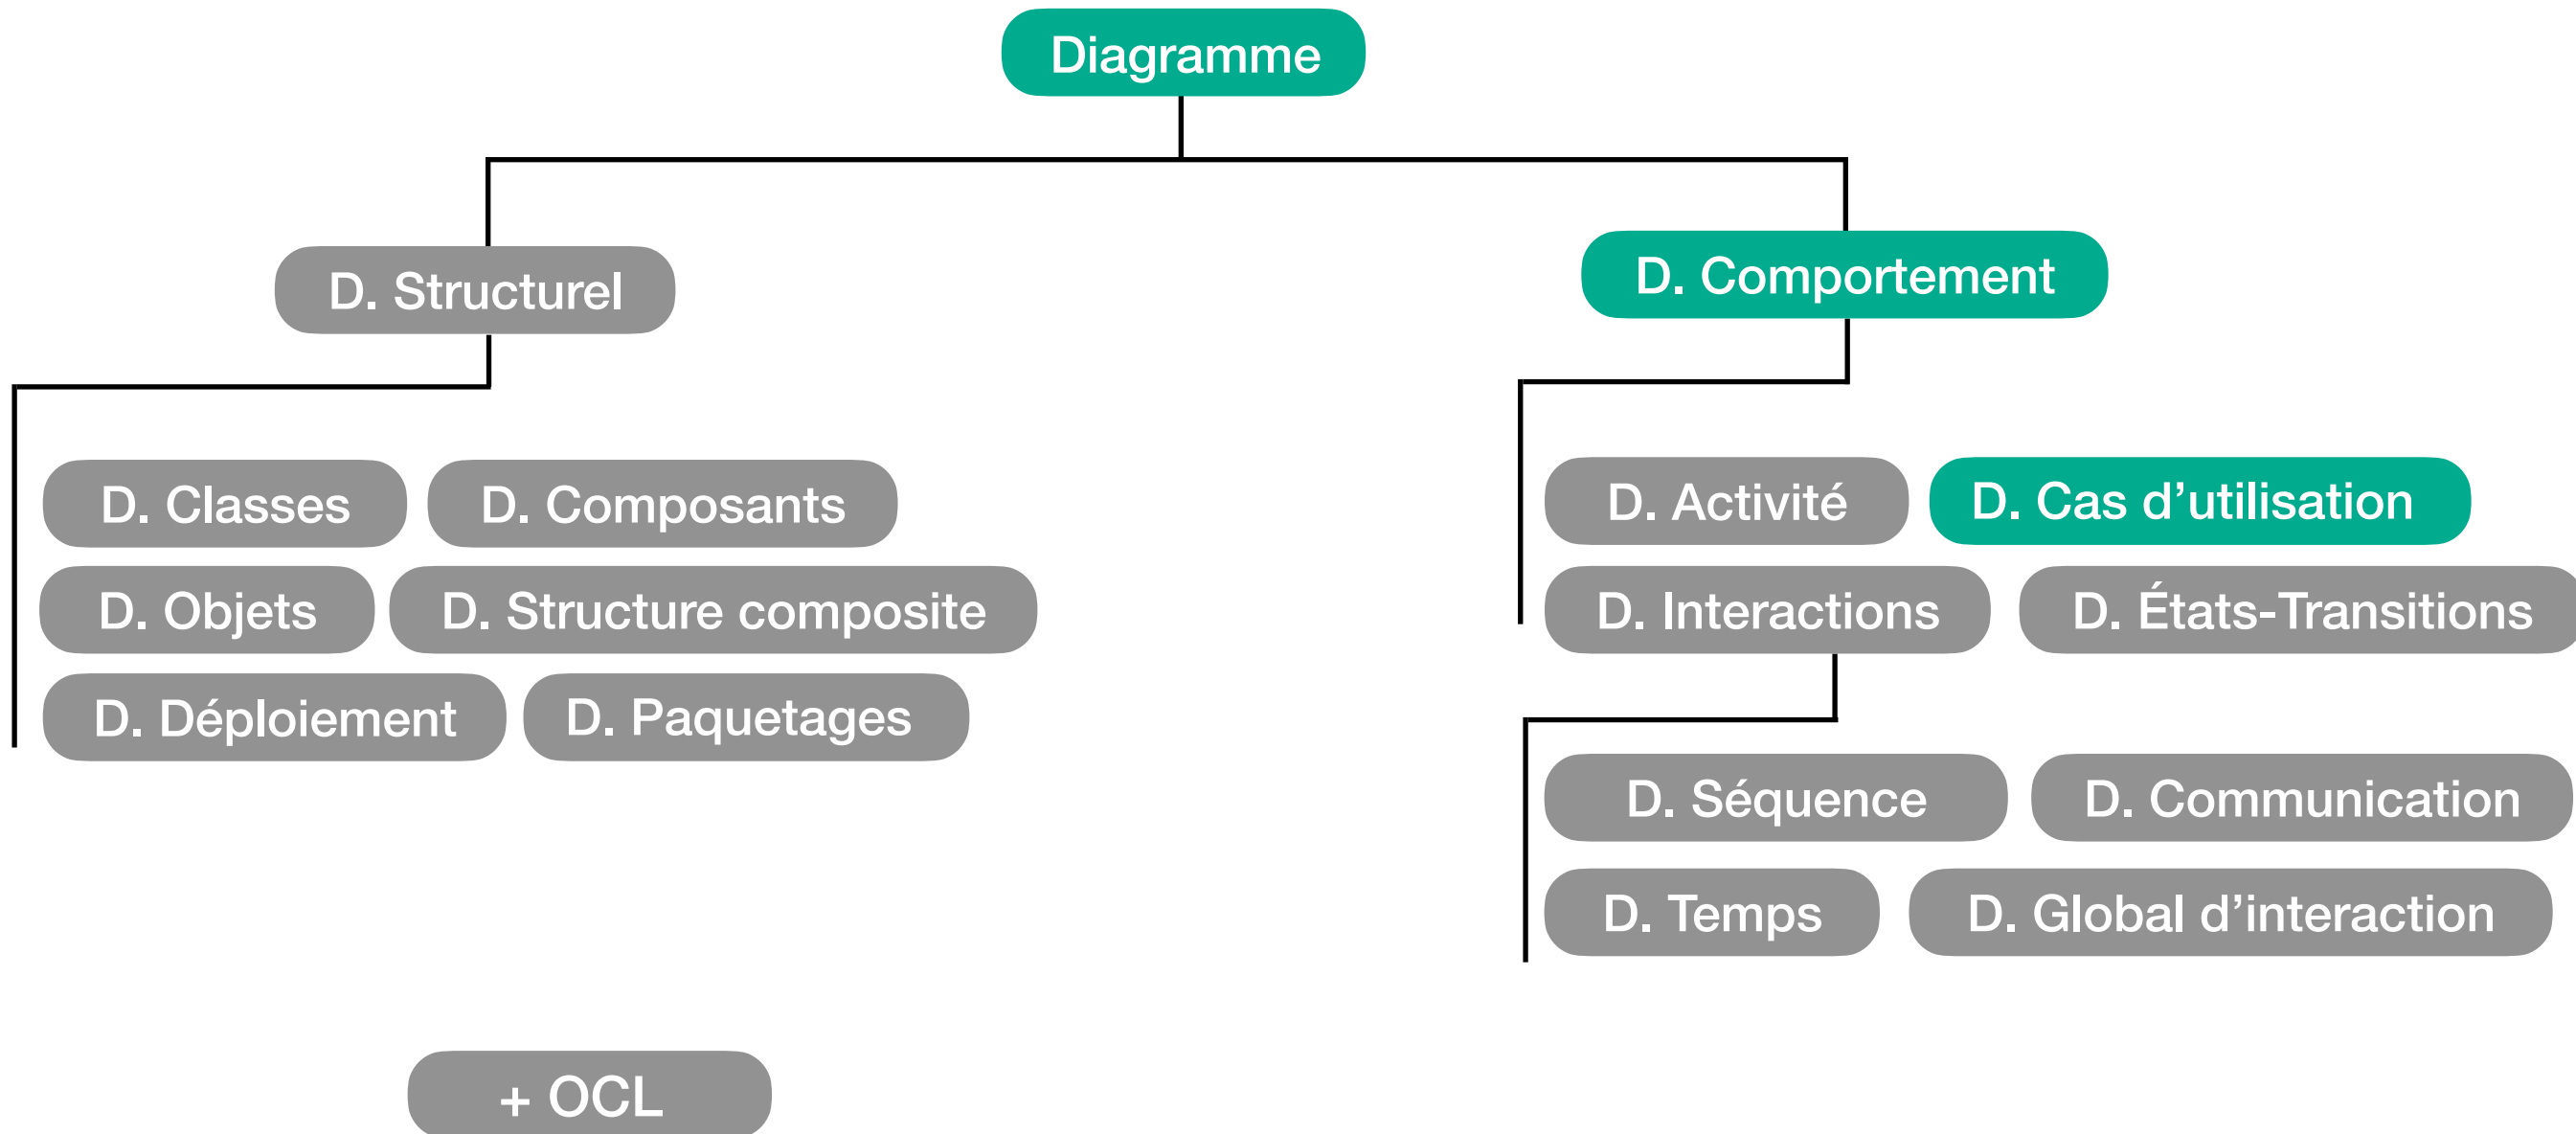 Diagramme
D. Structurel
D. Comportement
D. Classes
D. Composants
D. Objets
D. Structure composite
D. Déploiement
D. Paquetages
D. Activité
D. Cas d’utilisation
D. Interactions
D. États-Transitions
D. Séquence
D. Communication
D. Temps
D. Global d’interaction
+ OCL